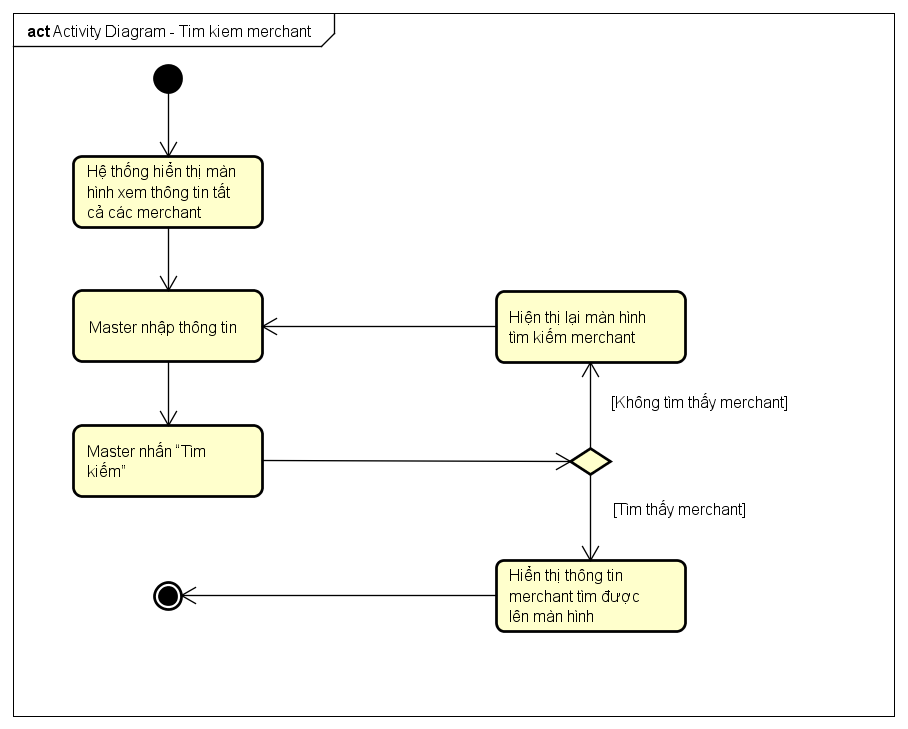 act Activity Diagram - Tim kiem merchant
Hệ thống hiển thị màn
hình xem thông tin tất
cả các merchant
Master nhập thông tin
Hiện thị lại màn hình
tìm kiếm merchant
[Không tìm thấy merchant]
Master nhấn “Tìm
kiếm”
[Tìm thấy merchant]
Hiển thị thông tin
merchant tìm được
lên màn hình